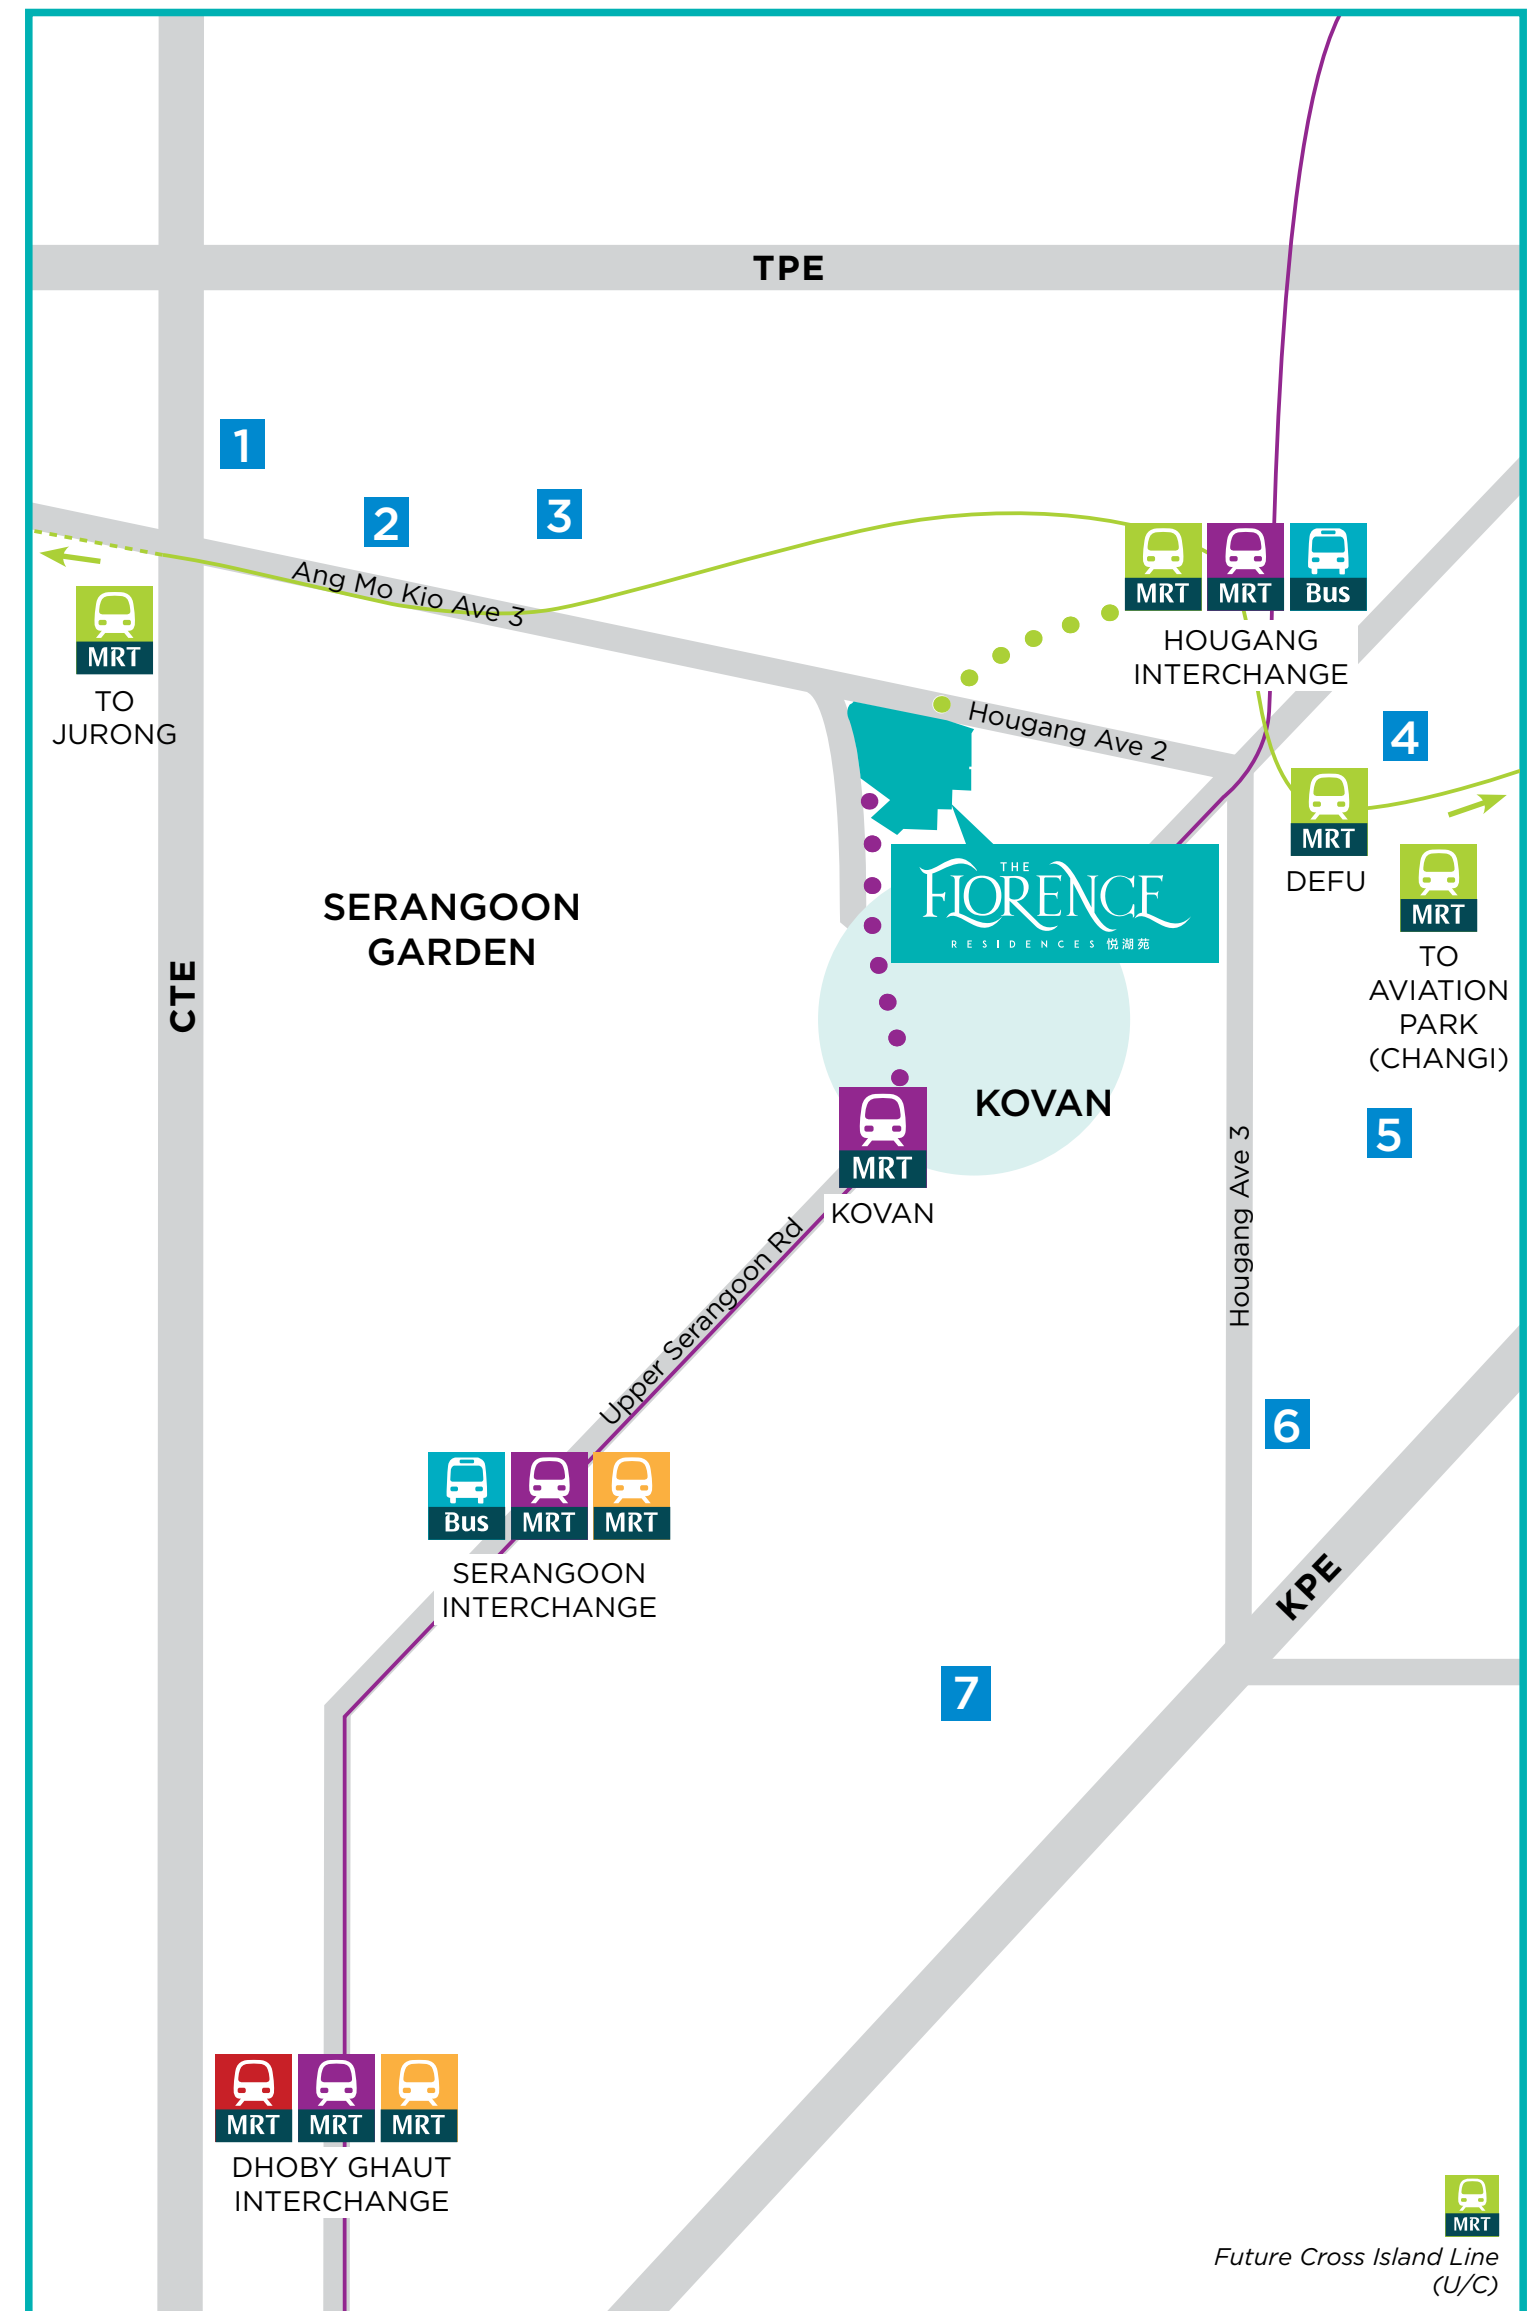 TPE
1
2
3
Ang Mo Kio Ave 3
MRT
MRT
Bus
HOUGANG
INTERCHANGE
MRT
TO
JURONG
Hougang Ave 2
4
MRT
DEFU
THE
FLORENCE
RESIDENCES 悦湖苑
MRT
TO
AVIATION
PARK
(CHANGI)
SERANGOON
GARDEN
CTE
KOVAN
MRT
KOVAN
5
Hougang Ave 3
Upper Serangoon Rd
6
Bus
MRT
MRT
SERANGOON
INTERCHANGE
KPE
7
MRT
MRT
MRT
DHOBY GHAUT
INTERCHANGE
MRT
Future Cross Island Line
(U/C)